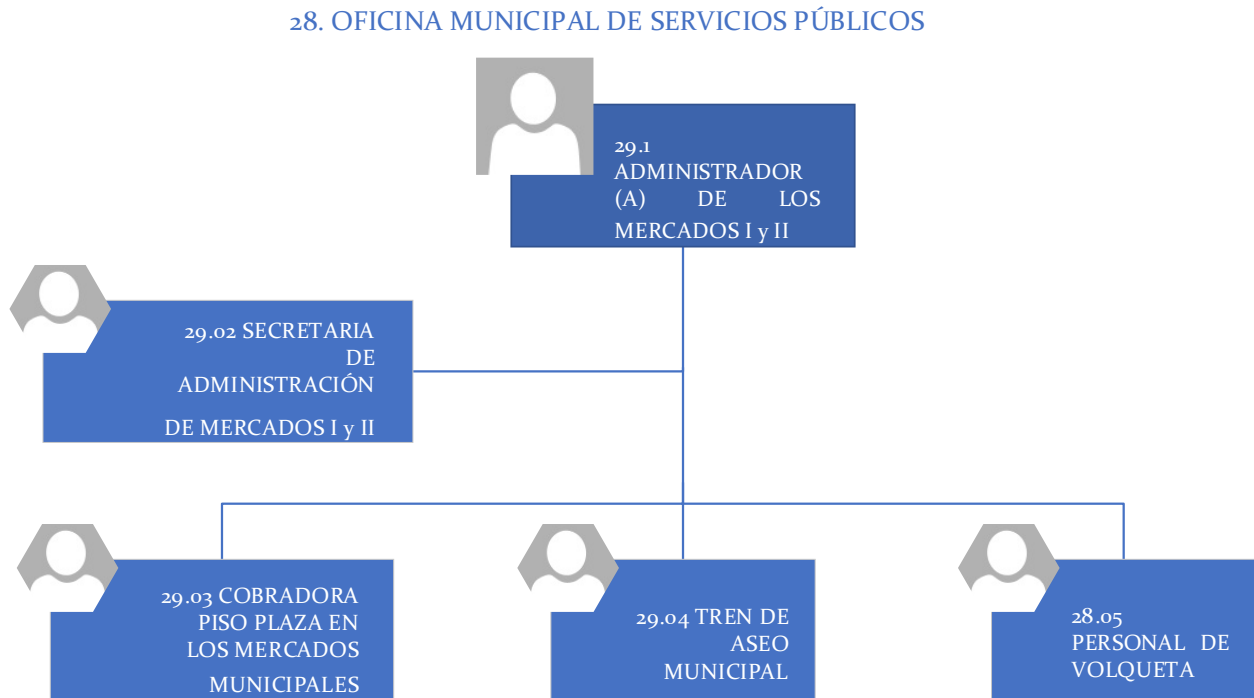 28. OFICINA MUNICIPAL DE SERVICIOS PÚBLICOS
29.1
ADMINISTRADOR
(A) DE LOS
MERCADOS I y II
29.02 SECRETARIA
DE
ADMINISTRACIÓN
DE MERCADOS I y II
29.03 COBRADORA
PISO PLAZA EN
LOS MERCADOS
MUNICIPALES
29.04 TREN DE
ASEO
MUNICIPAL
28.05
PERSONAL DE
VOLQUETA